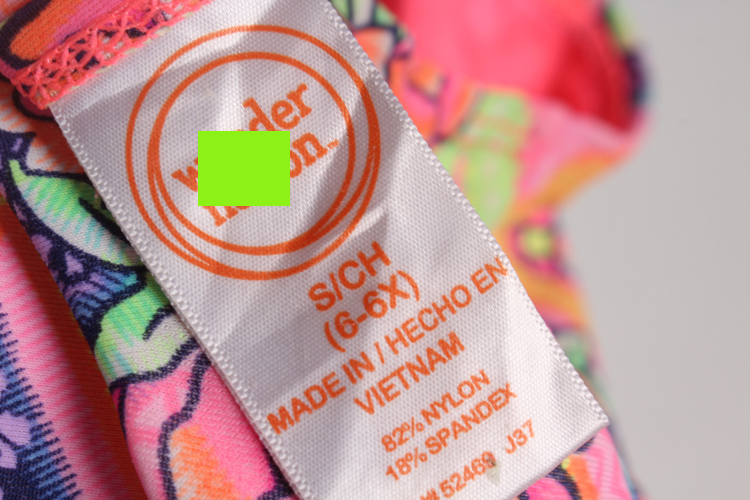 S/CH
(6-6X)
MADE IN / HECHO EN
VIETNAM
82% NYLON
18% SPANDEX
52469 J37